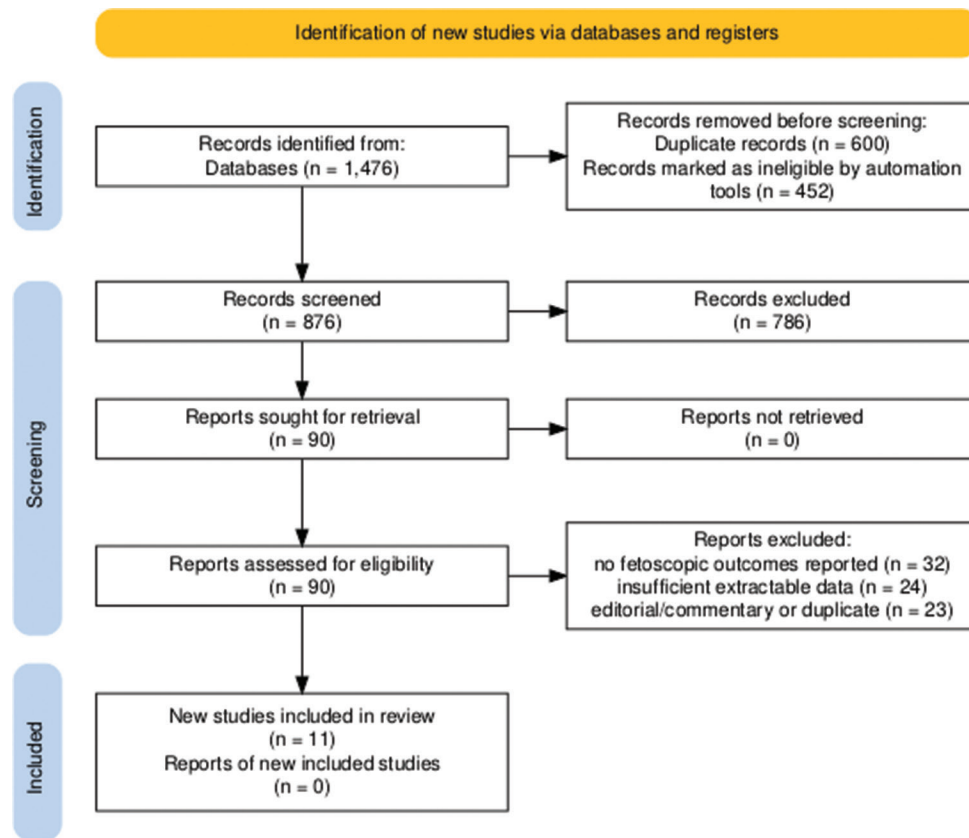 Identification of new studies via databases and registers
Identification
Records identified from:
Databases (n = 1,476)
Records removed before screening:
Duplicate records (n = 600)
Records marked as ineligible by automation
tools (n = 452)
Screening
Records screened
(n = 876)
Records excluded
(n = 786)
Reports sought for retrieval
(n = 90)
Reports not retrieved
(n = 0)
Reports assessed for eligibility
(n = 90)
Reports excluded:
no fetoscopic outcomes reported (n = 32)
insufficient extractable data (n = 24)
editorial/commentary or duplicate (n = 23)
Included
New studies included in review
(n = 11)
Reports of new included studies
(n = 0)